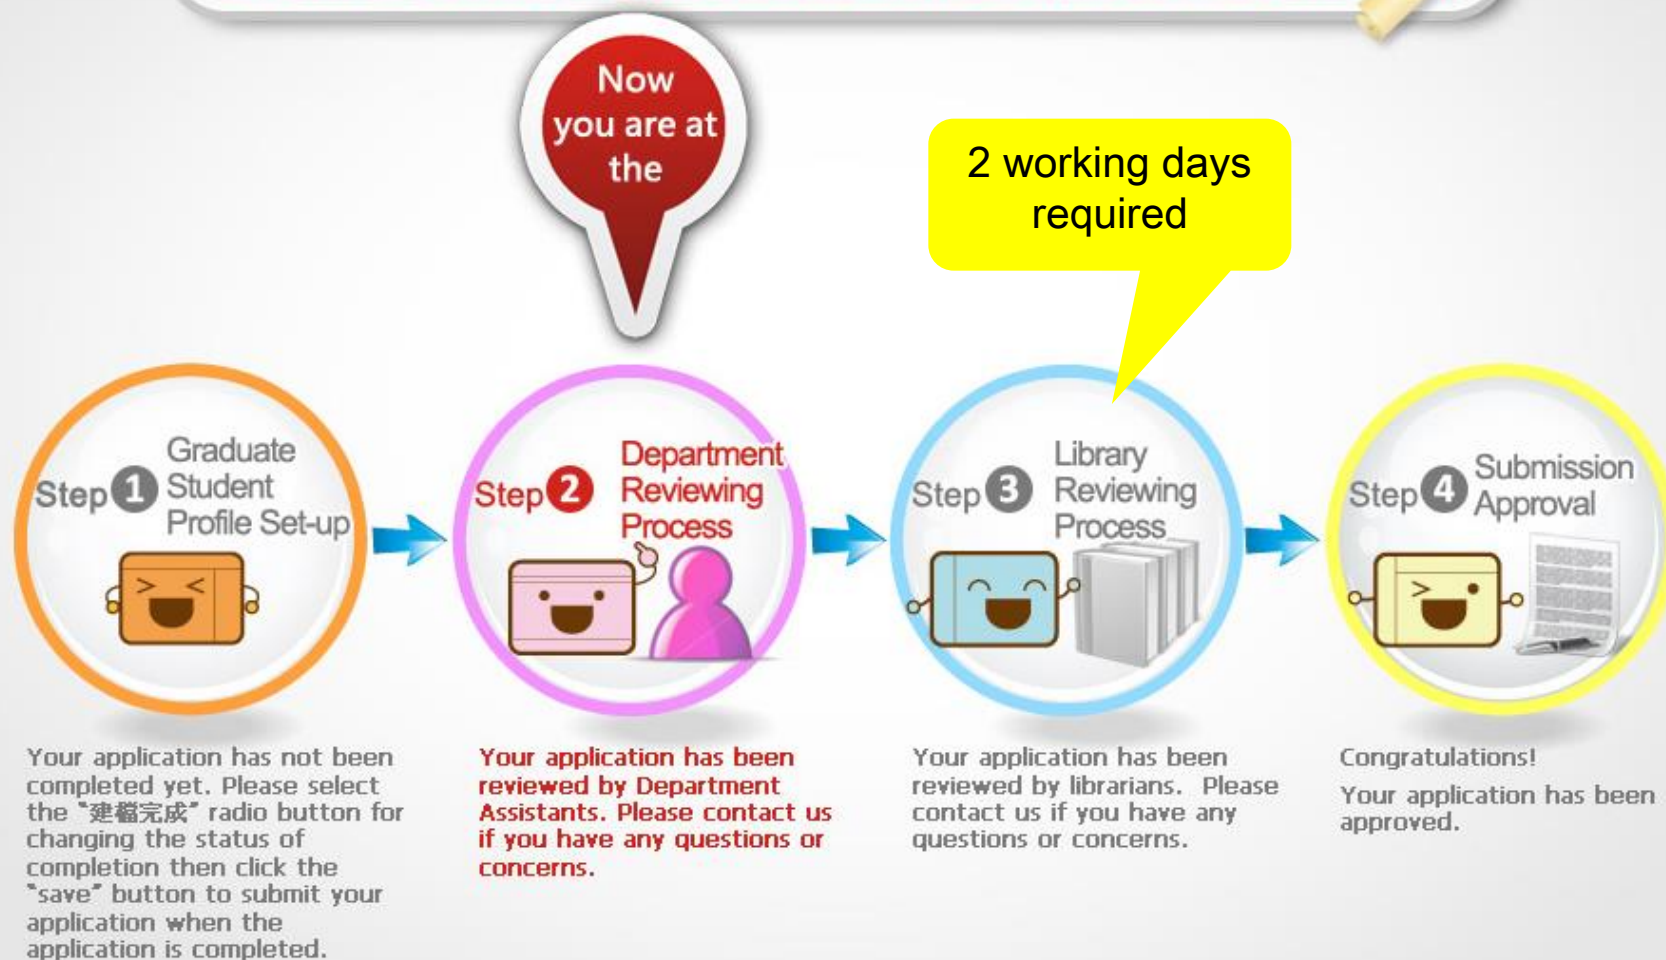 Now
you are at
the
2 working days
required
Step 1 Graduate
Student
Profile Set-up
Step 2 Department
Reviewing
Process
Step 3 Library
Reviewing
Process
Step 4 Submission
Approval
Your application has not been
completed yet. Please select
the "建檔完成" radio button for
changing the status of
completion then click the
"save" button to submit your
application when the
application is completed.
Your application has been
reviewed by Department
Assistants. Please contact us
if you have any questions or
concerns.
Your application has been
reviewed by librarians. Please
contact us if you have any
questions or concerns.
Congratulations!
Your application has been
approved.